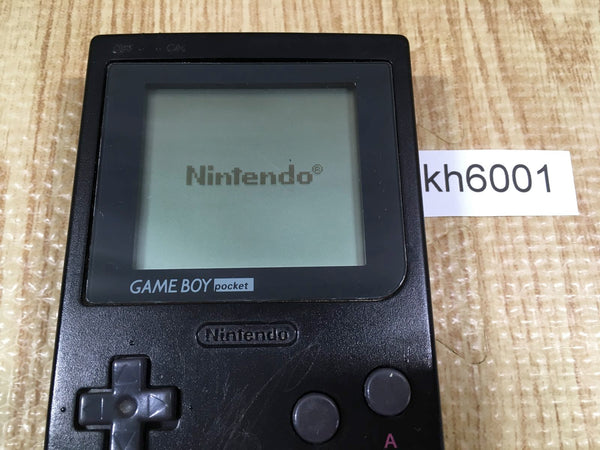 OFF ON
Nintendo®
kh6001
GAME BOY pocket
Nintendo
A